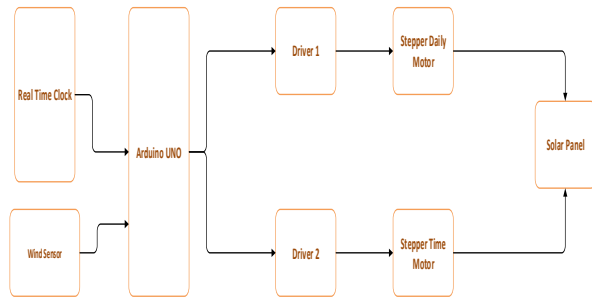 Real Time Clock
Wind Sensor
Arduino UNO
Driver 1
Driver 2
Stepper Daily
Motor
Stepper Time
Motor
Solar Panel